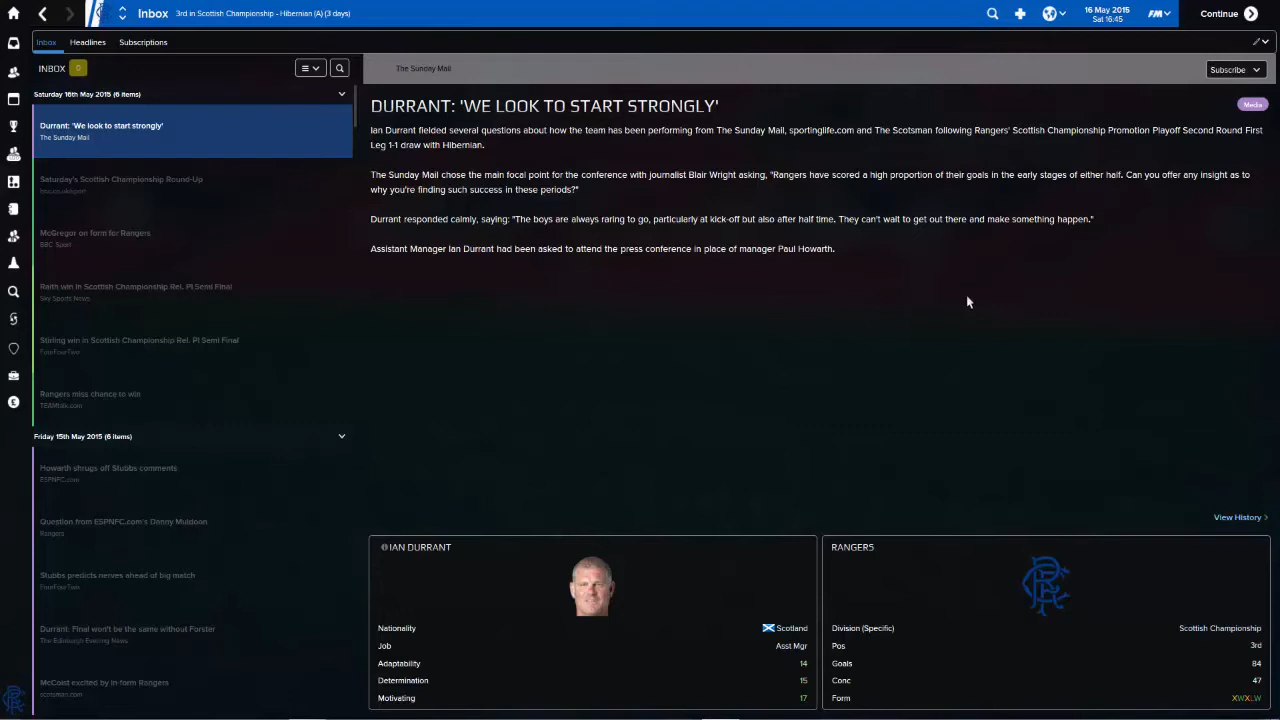 Inbox
3rd in Scottish Championship - Hibernian (A) (3 days)
16 May 2015
Sat 16:45
FM
Continue
Inbox
Headlines
Subscriptions
INBOX 0
The Sunday Mail
Subscribe
Saturday 16th May 2015 (6 items)
Durrant: 'We look to start strongly'
The Sunday Mail
Saturday's Scottish Championship Round-Up
bbc.co.uk/sport
McGregor on form for Rangers
BBC Sport
Raith win in Scottish Championship Rel. Pl Semi Final
Sky Sports News
Stirling win in Scottish Championship Rel. Pl Semi Final
FourFourTwo
Rangers miss chance to win
TEAMtalk.com
Friday 15th May 2015 (6 items)
Howarth shrugs off Stubbs comments
ESPNFC.com
Question from ESPNFC.com's Danny Muldoon
Rangers
Stubbs predicts nerves ahead of big match
FourFourTwo
Durrant: Final won't be the same without Forster
The Edinburgh Evening News
McCoist excited by in-form Rangers
scotsman.com
DURRANT: 'WE LOOK TO START STRONGLY'
Media
Ian Durrant fielded several questions about how the team has been performing from The Sunday Mail, sportinglife.com and The Scotsman following Rangers' Scottish Championship Promotion Playoff Second Round First
Leg 1-1 draw with Hibernian.
The Sunday Mail chose the main focal point for the conference with journalist Blair Wright asking, "Rangers have scored a high proportion of their goals in the early stages of either half. Can you offer any insight as to
why you're finding such success in these periods?"
Durrant responded calmly, saying: "The boys are always raring to go, particularly at kick-off but also after half time. They can't wait to get out there and make something happen."
Assistant Manager Ian Durrant had been asked to attend the press conference in place of manager Paul Howarth.
View History
IAN DURRANT
Nationality Scotland
Job Asst Mgr
Adaptability 14
Determination 15
Motivating 17
RANGERS
Division (Specific) Scottish Championship
Pos 3rd
Goals 84
Conc 47
Form XWXLW